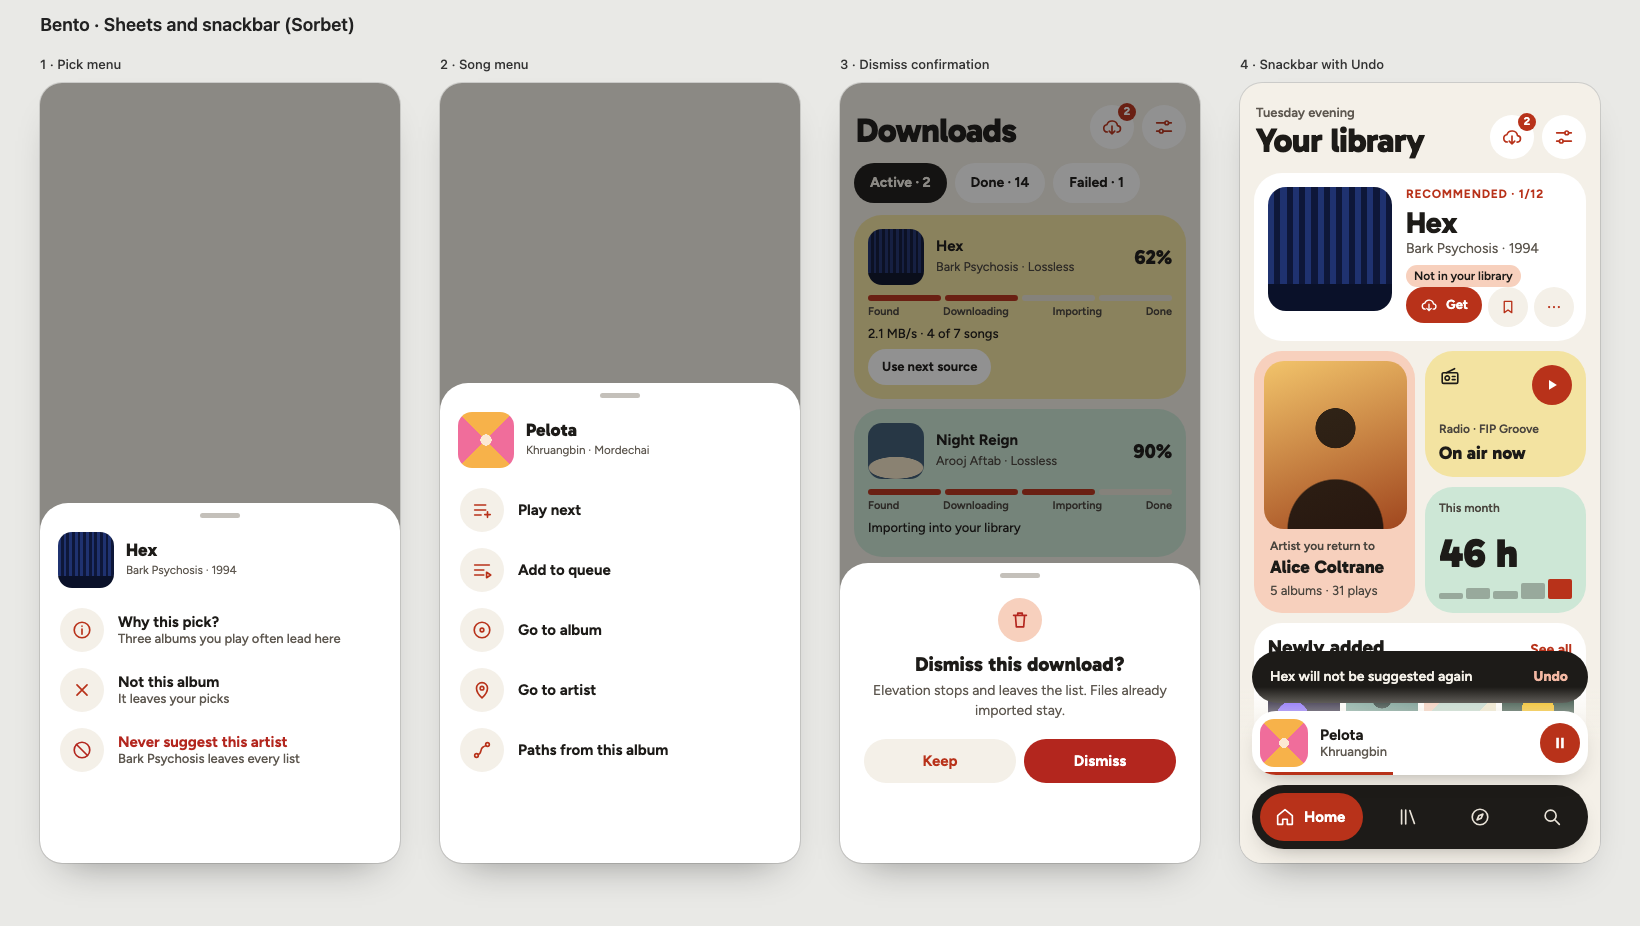 Bento · Sheets and snackbar (Sorbet)
1 · Pick menu
Hex
Bark Psychosis · 1994
Why this pick?
Three albums you play often lead here
Not this album
It leaves your picks
Never suggest this artist
Bark Psychosis leaves every list
2 · Song menu
Pelota
Khruangbin · Mordechai
Play next
Add to queue
Go to album
Go to artist
Paths from this album
3 · Dismiss confirmation
Downloads
2
Active · 2
Done · 14
Failed · 1
Hex
Bark Psychosis · Lossless
62%
Found Downloading Importing Done
2.1 MB/s · 4 of 7 songs
Use next source
Night Reign
Arooj Aftab · Lossless
90%
Found Downloading Importing Done
Importing into your library
Dismiss this download?
Elevation stops and leaves the list. Files already
imported stay.
Keep
Dismiss
4 · Snackbar with Undo
Tuesday evening
Your library
2
RECOMMENDED · 1/12
Hex
Bark Psychosis · 1994
Not in your library
Get
Artist you return to
Alice Coltrane
5 albums · 31 plays
Radio · FIP Groove
On air now
This month
46 h
Newly added
See all
Hex will not be suggested again
Undo
Pelota
Khruangbin
Home